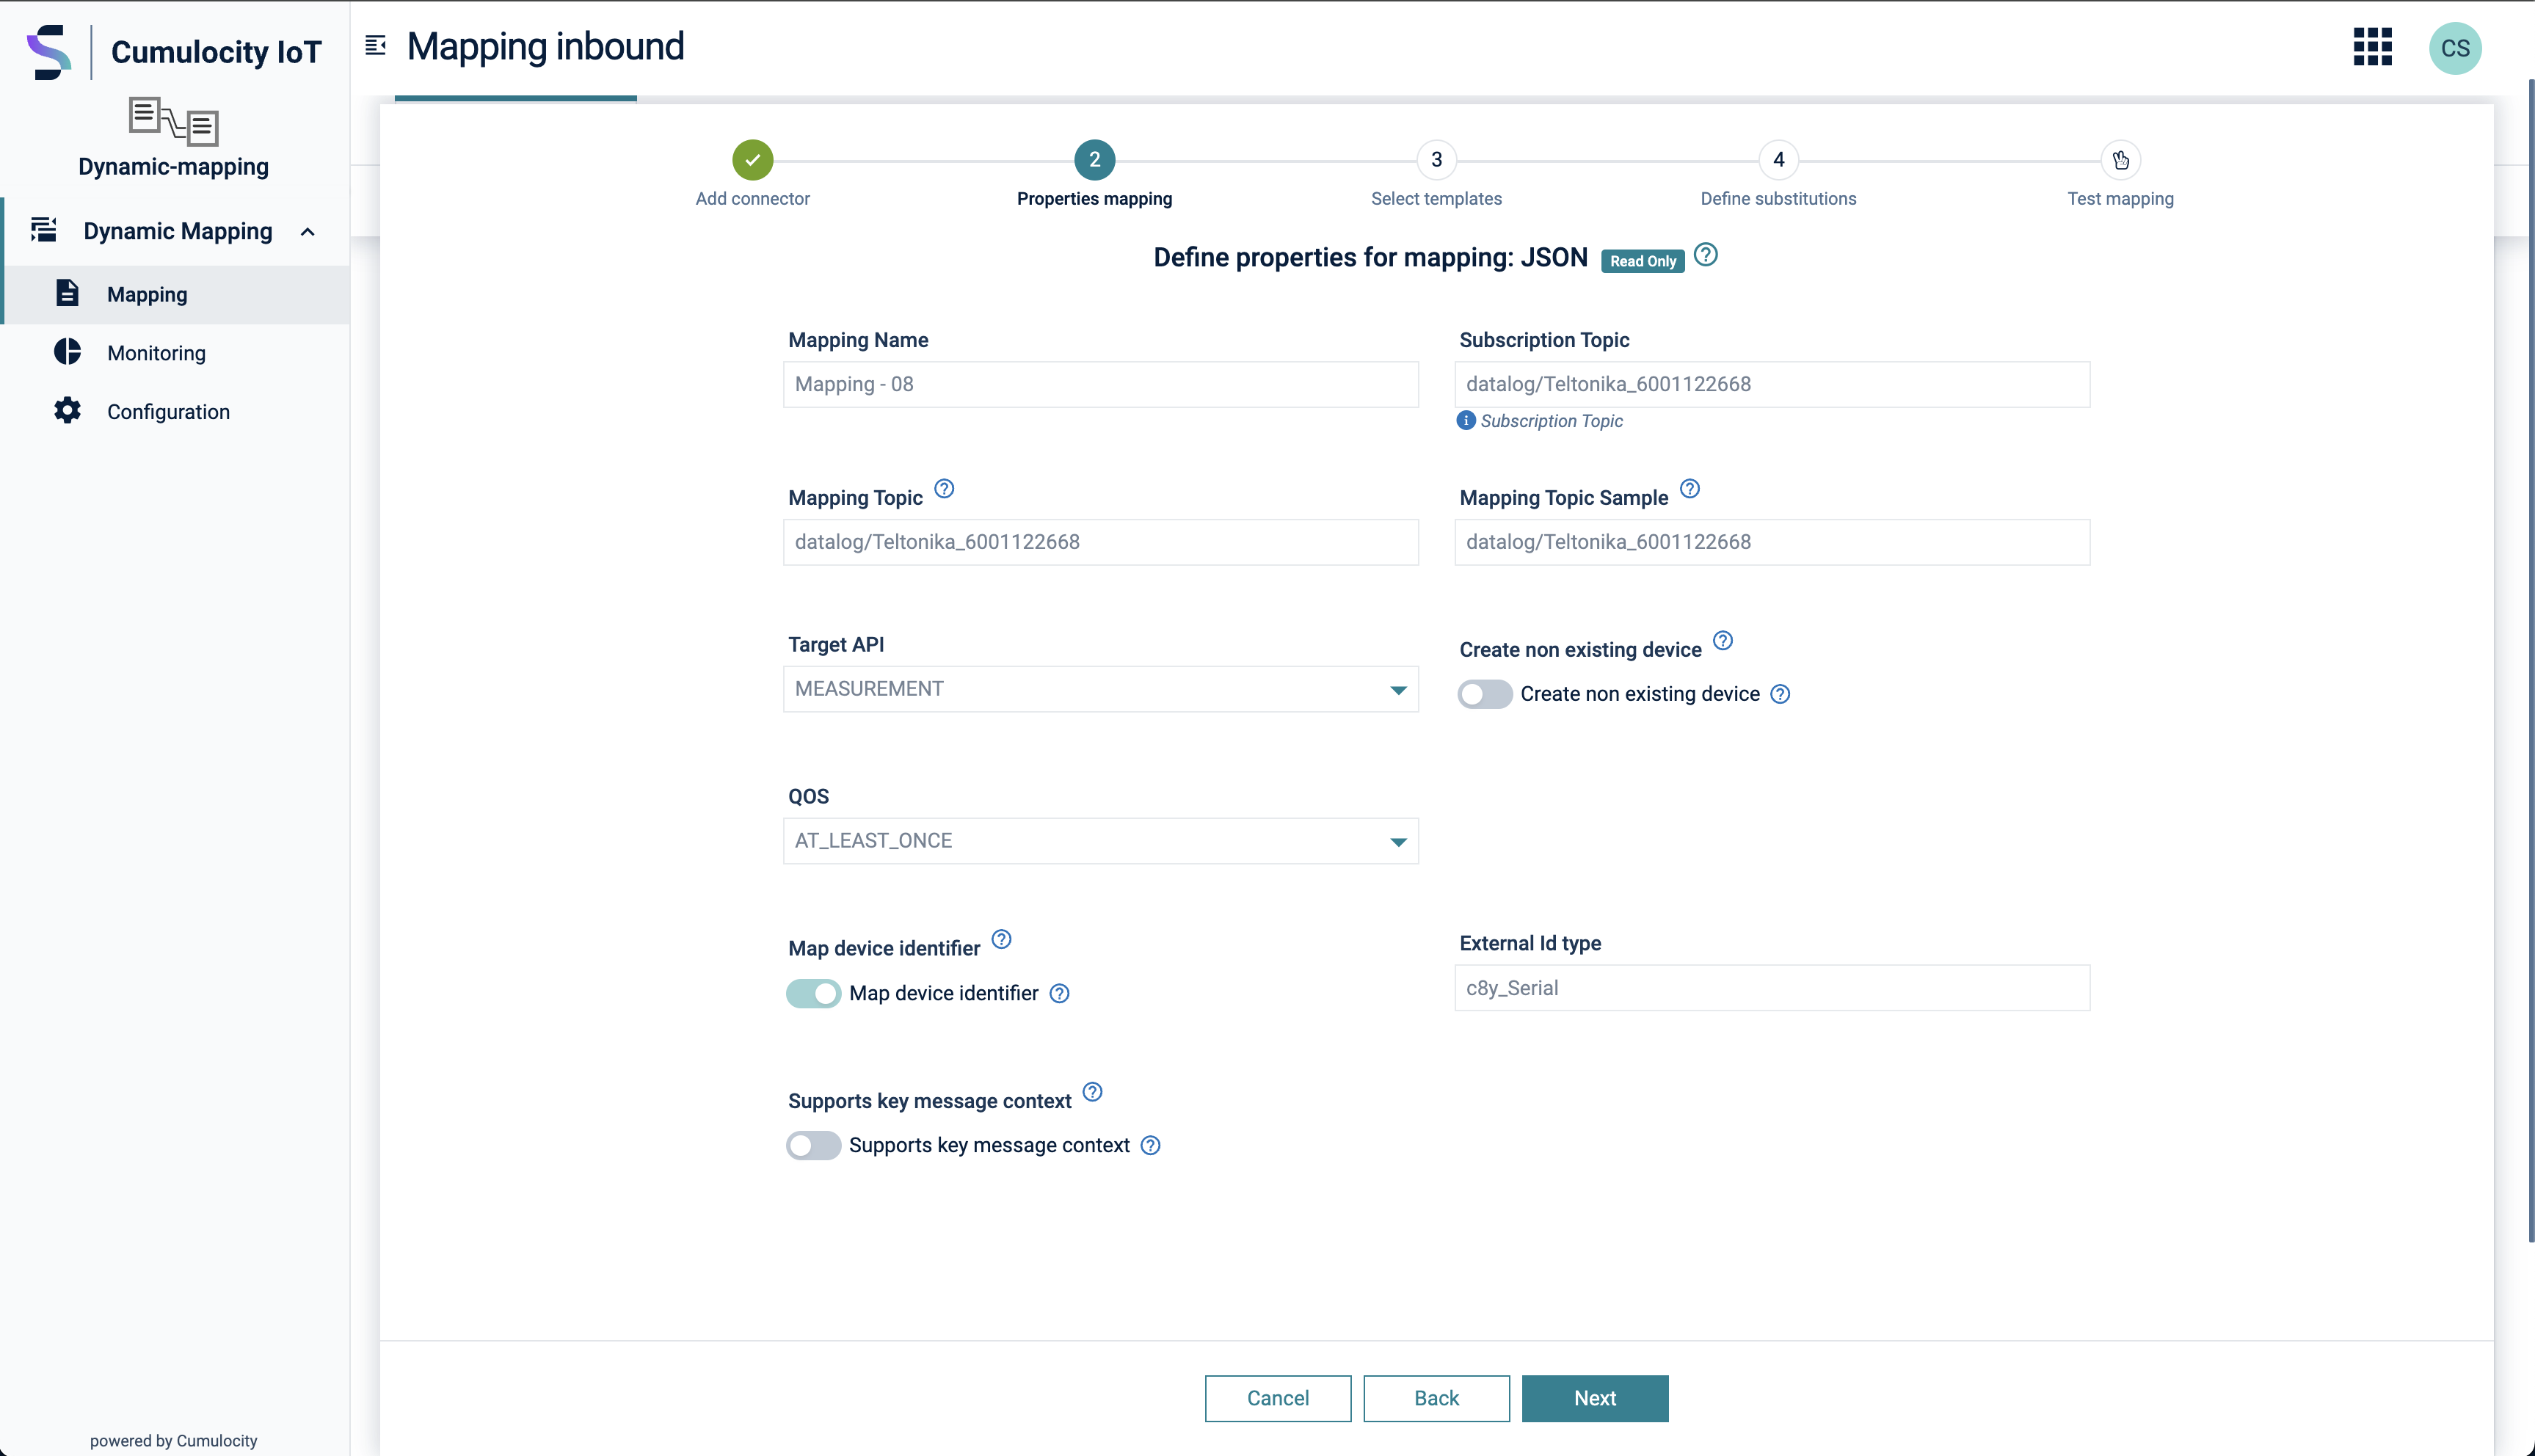 Cumulocity IoT
Mapping inbound
CS
Dynamic-mapping
Dynamic Mapping
Mapping
Monitoring
Configuration
powered by Cumulocity
2
3
4
Add connector
Properties mapping
Select templates
Define substitutions
Test mapping
Define properties for mapping: JSON Read Only
Mapping Name
Mapping - 08
Subscription Topic
datalog/Teltonika_6001122668
Subscription Topic
Mapping Topic
datalog/Teltonika_6001122668
Mapping Topic Sample
datalog/Teltonika_6001122668
Target API
MEASUREMENT
Create non existing device
Create non existing device
QOS
AT_LEAST_ONCE
Map device identifier
Map device identifier
External Id type
c8y_Serial
Supports key message context
Supports key message context
Cancel
Back
Next